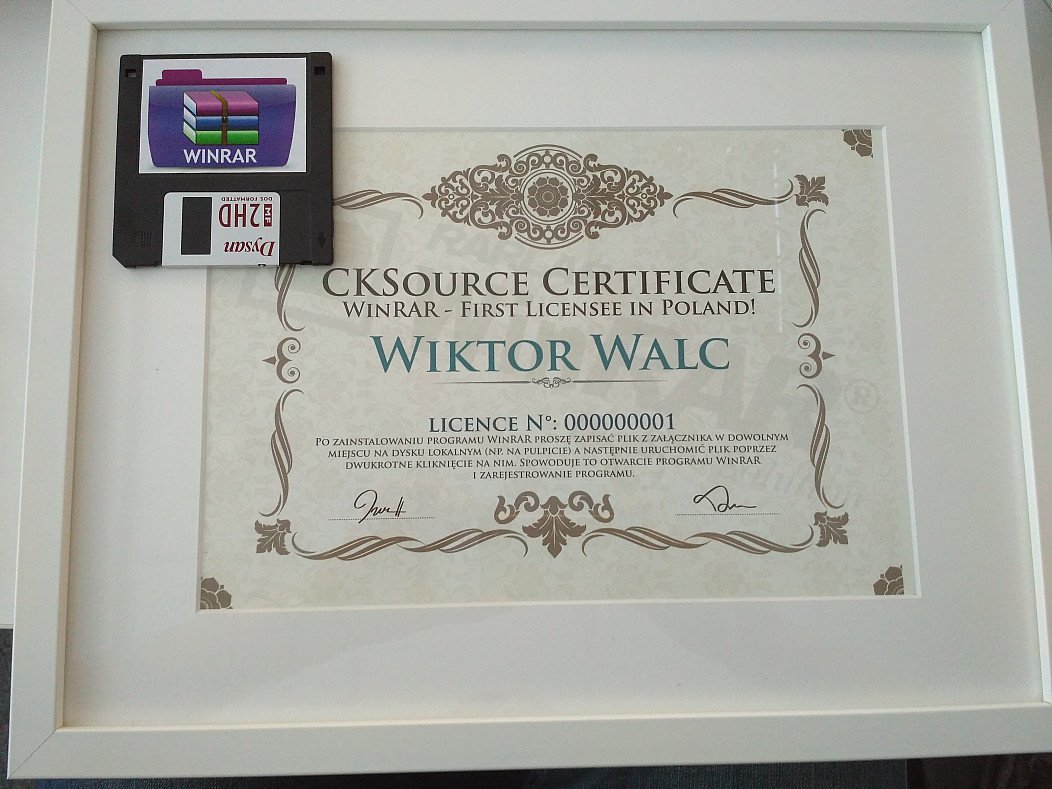 WINRAR
Dysan
MF 2HD
DOS FORMATTED
CKSource Certificate
WinRAR - First Licensee in Poland!
Wiktor Walc
LICENCE N°: 000000001
Po zainstalowaniu programu WinRAR proszę zapisać plik z załącznika w dowolnym
miejscu na dysku lokalnym (np. na pulpicie) a następnie uruchomić plik poprzez
dwukrotne kliknięcie na nim. Spowoduje to otwarcie programu WinRAR
i zarejestrowanie programu.